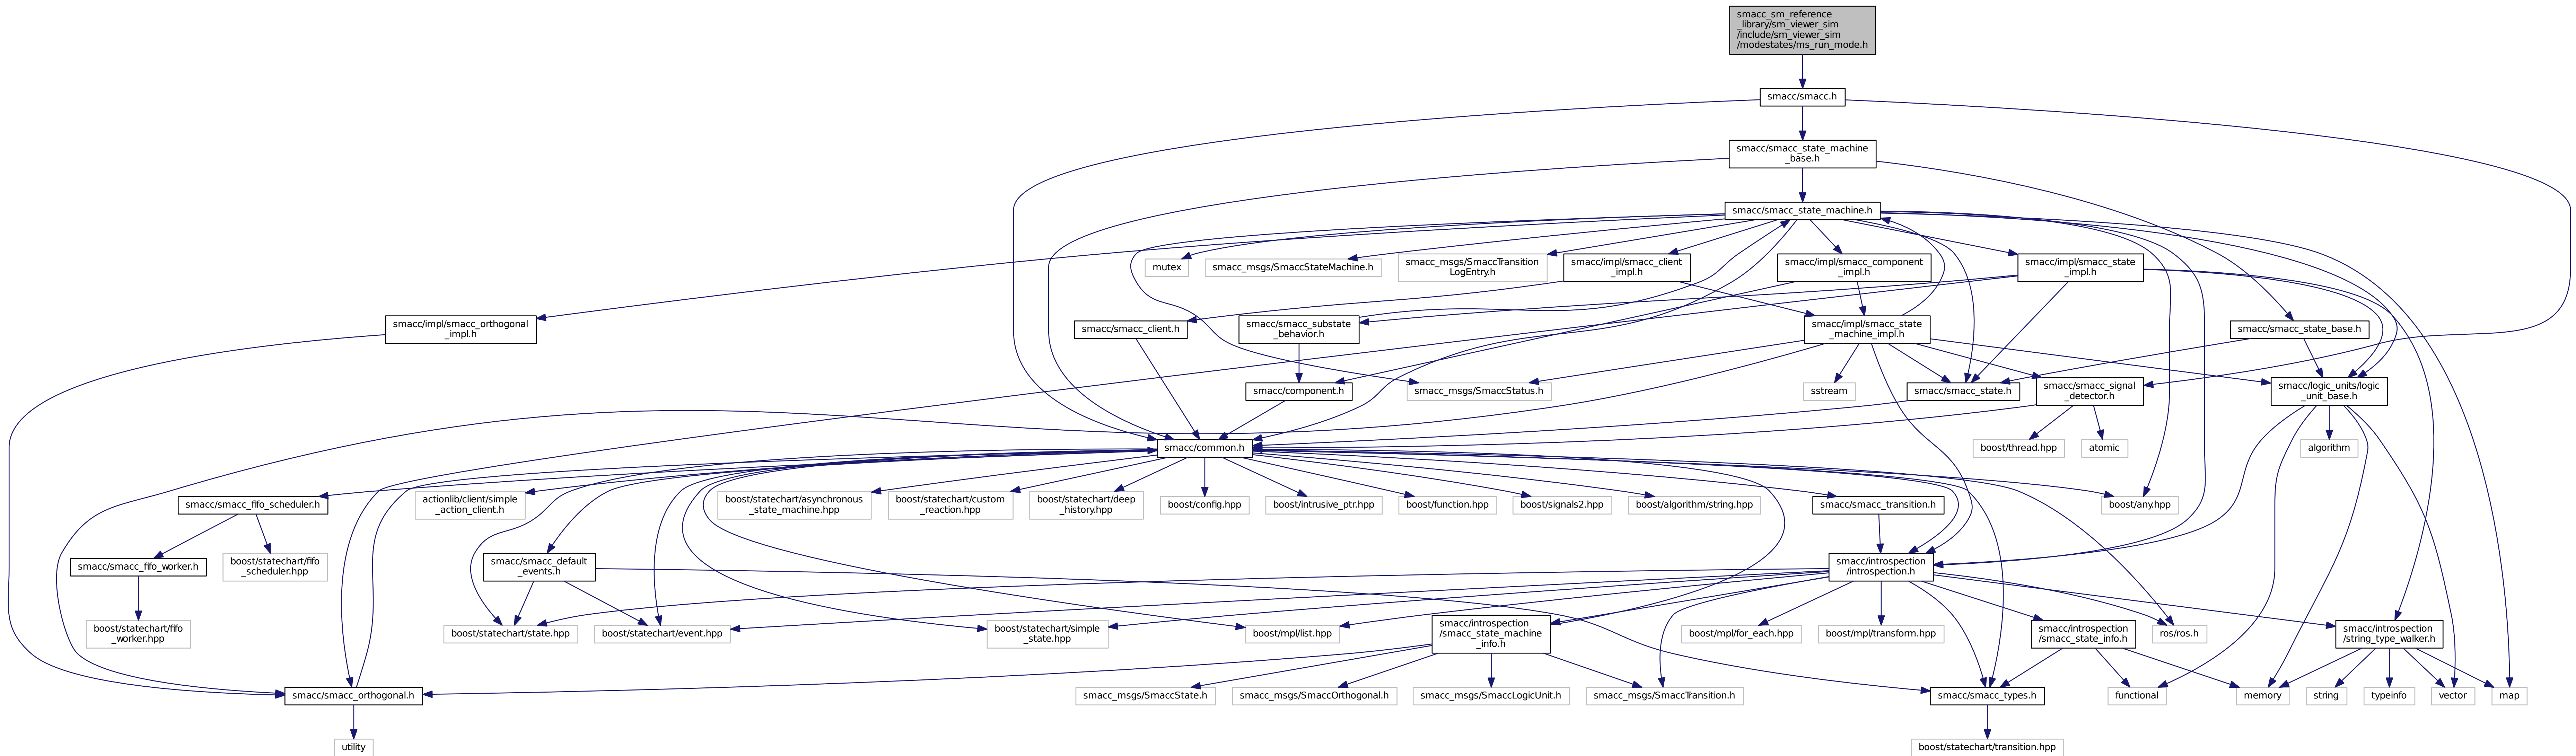 smacc_sm_reference
_library/sm_viewer_sim
/include/sm_viewer_sim
/modestates/ms_run_mode.h
smacc/smacc.h
smacc/smacc_state_machine
_base.h
smacc/smacc_state_machine.h
mutex
smacc_msgs/SmaccStateMachine.h
smacc_msgs/SmaccTransition
LogEntry.h
smacc/impl/smacc_client
_impl.h
smacc/impl/smacc_component
_impl.h
smacc/impl/smacc_state
_impl.h
smacc/impl/smacc_orthogonal
_impl.h
smacc/smacc_client.h
smacc/smacc_substate
_behavior.h
smacc/impl/smacc_state
_machine_impl.h
smacc/smacc_state_base.h
smacc/component.h
smacc_msgs/SmaccStatus.h
sstream
smacc/smacc_state.h
smacc/smacc_signal
_detector.h
smacc/logic_units/logic
_unit_base.h
smacc/common.h
boost/thread.hpp
atomic
algorithm
smacc/smacc_fifo_scheduler.h
actionlib/client/simple
_action_client.h
boost/statechart/asynchronous
_state_machine.hpp
boost/statechart/custom
_reaction.hpp
boost/statechart/deep
_history.hpp
boost/config.hpp
boost/intrusive_ptr.hpp
boost/function.hpp
boost/signals2.hpp
boost/algorithm/string.hpp
smacc/smacc_transition.h
boost/any.hpp
smacc/smacc_fifo_worker.h
boost/statechart/fifo
_scheduler.hpp
smacc/smacc_default
_events.h
smacc/introspection
/introspection.h
boost/statechart/fifo
_worker.hpp
boost/statechart/state.hpp
boost/statechart/event.hpp
boost/statechart/simple
_state.hpp
boost/mpl/list.hpp
smacc/introspection
/smacc_state_machine
_info.h
boost/mpl/for_each.hpp
boost/mpl/transform.hpp
smacc/introspection
/smacc_state_info.h
ros/ros.h
smacc/introspection
/string_type_walker.h
smacc/smacc_orthogonal.h
smacc_msgs/SmaccState.h
smacc_msgs/SmaccOrthogonal.h
smacc_msgs/SmaccLogicUnit.h
smacc_msgs/SmaccTransition.h
smacc/smacc_types.h
functional
memory
string
typeinfo
vector
map
utility
boost/statechart/transition.hpp